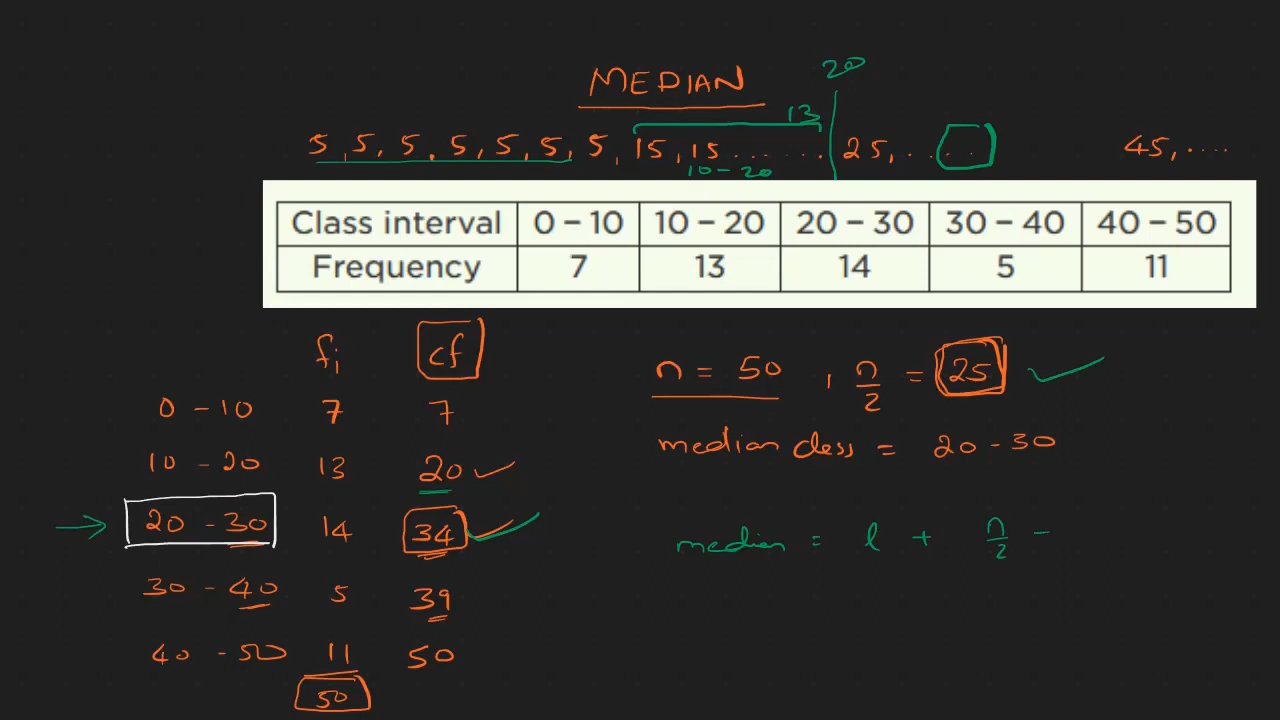 MEDIAN
20
13
5, 5, 5, 5, 5, 5, 5, 15, 15...... 25, ..... 45, ....
10 - 20
Class interval 0 – 10 10 – 20 20 – 30 30 – 40 40 – 50
Frequency 7 13 14 5 11
fi cf
0 - 10 7 7
10 - 20 13 20
20 - 30 14 34
30 - 40 5 39
40 - 50 11 50
50
n = 50 , n/2 = 25
median class = 20 - 30
median = l + n/2 -